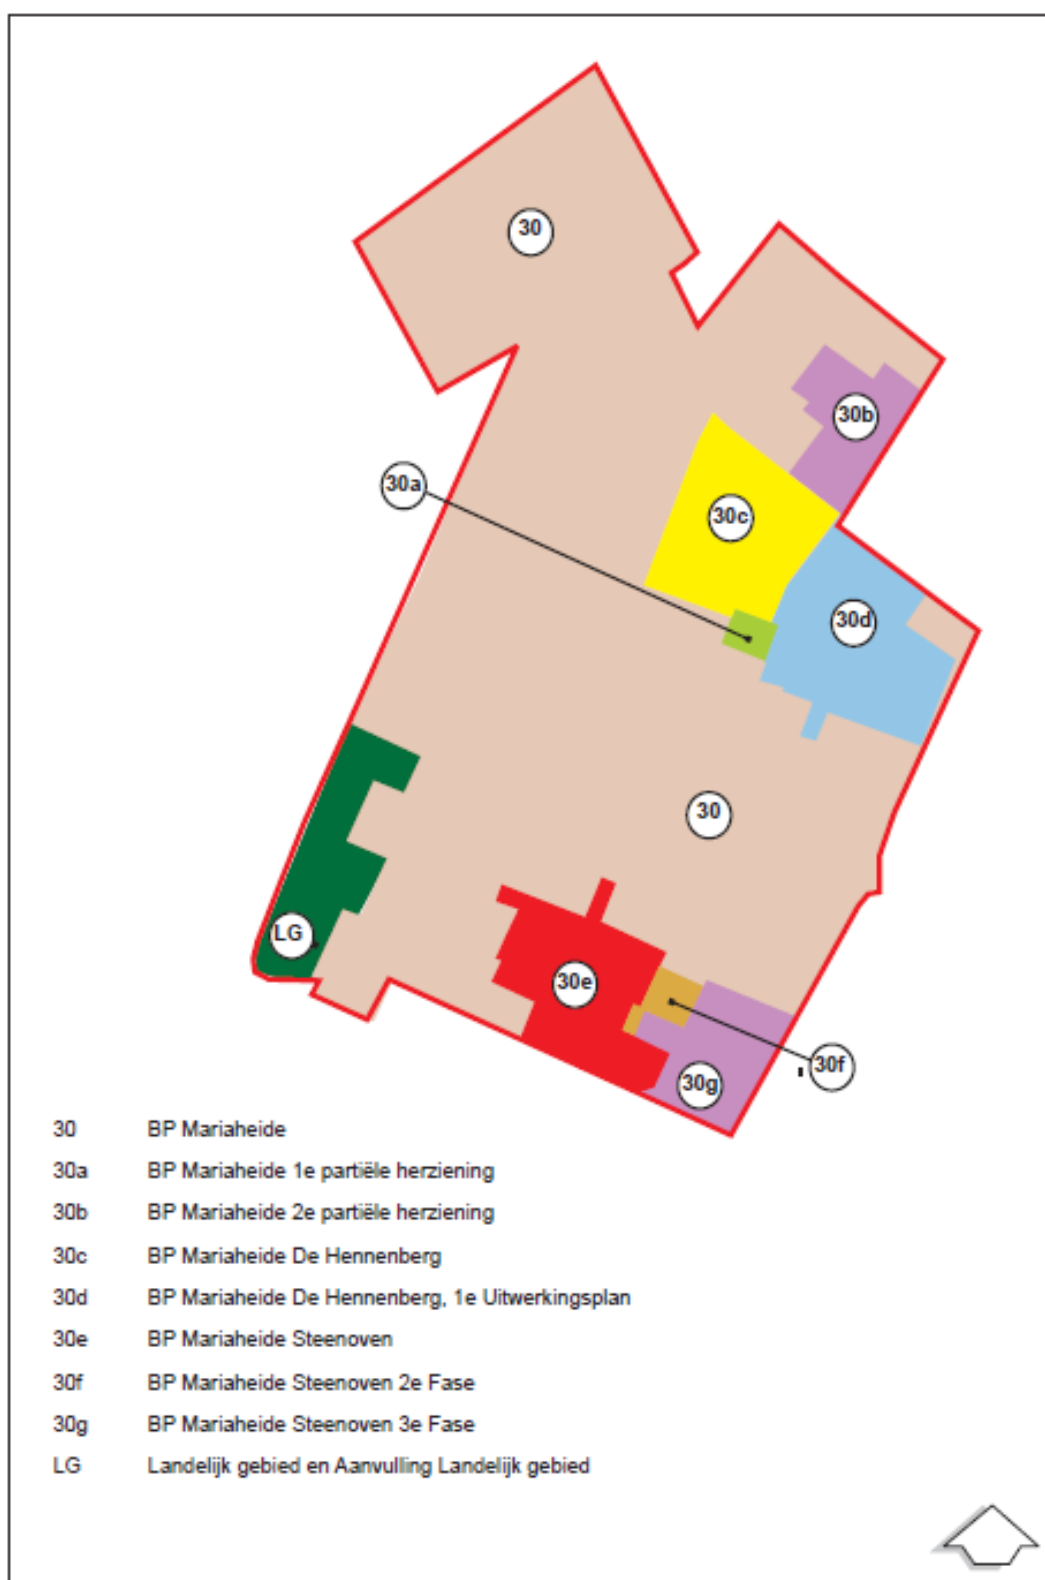 30
30b
30a
30c
30d
30
LG
30e
30f
30g
30 BP Mariaheide
30a BP Mariaheide 1e partiële herziening
30b BP Mariaheide 2e partiële herziening
30c BP Mariaheide De Hennenberg
30d BP Mariaheide De Hennenberg, 1e Uitwerkingsplan
30e BP Mariaheide Steenoven
30f BP Mariaheide Steenoven 2e Fase
30g BP Mariaheide Steenoven 3e Fase
LG Landelijk gebied en Aanvulling Landelijk gebied